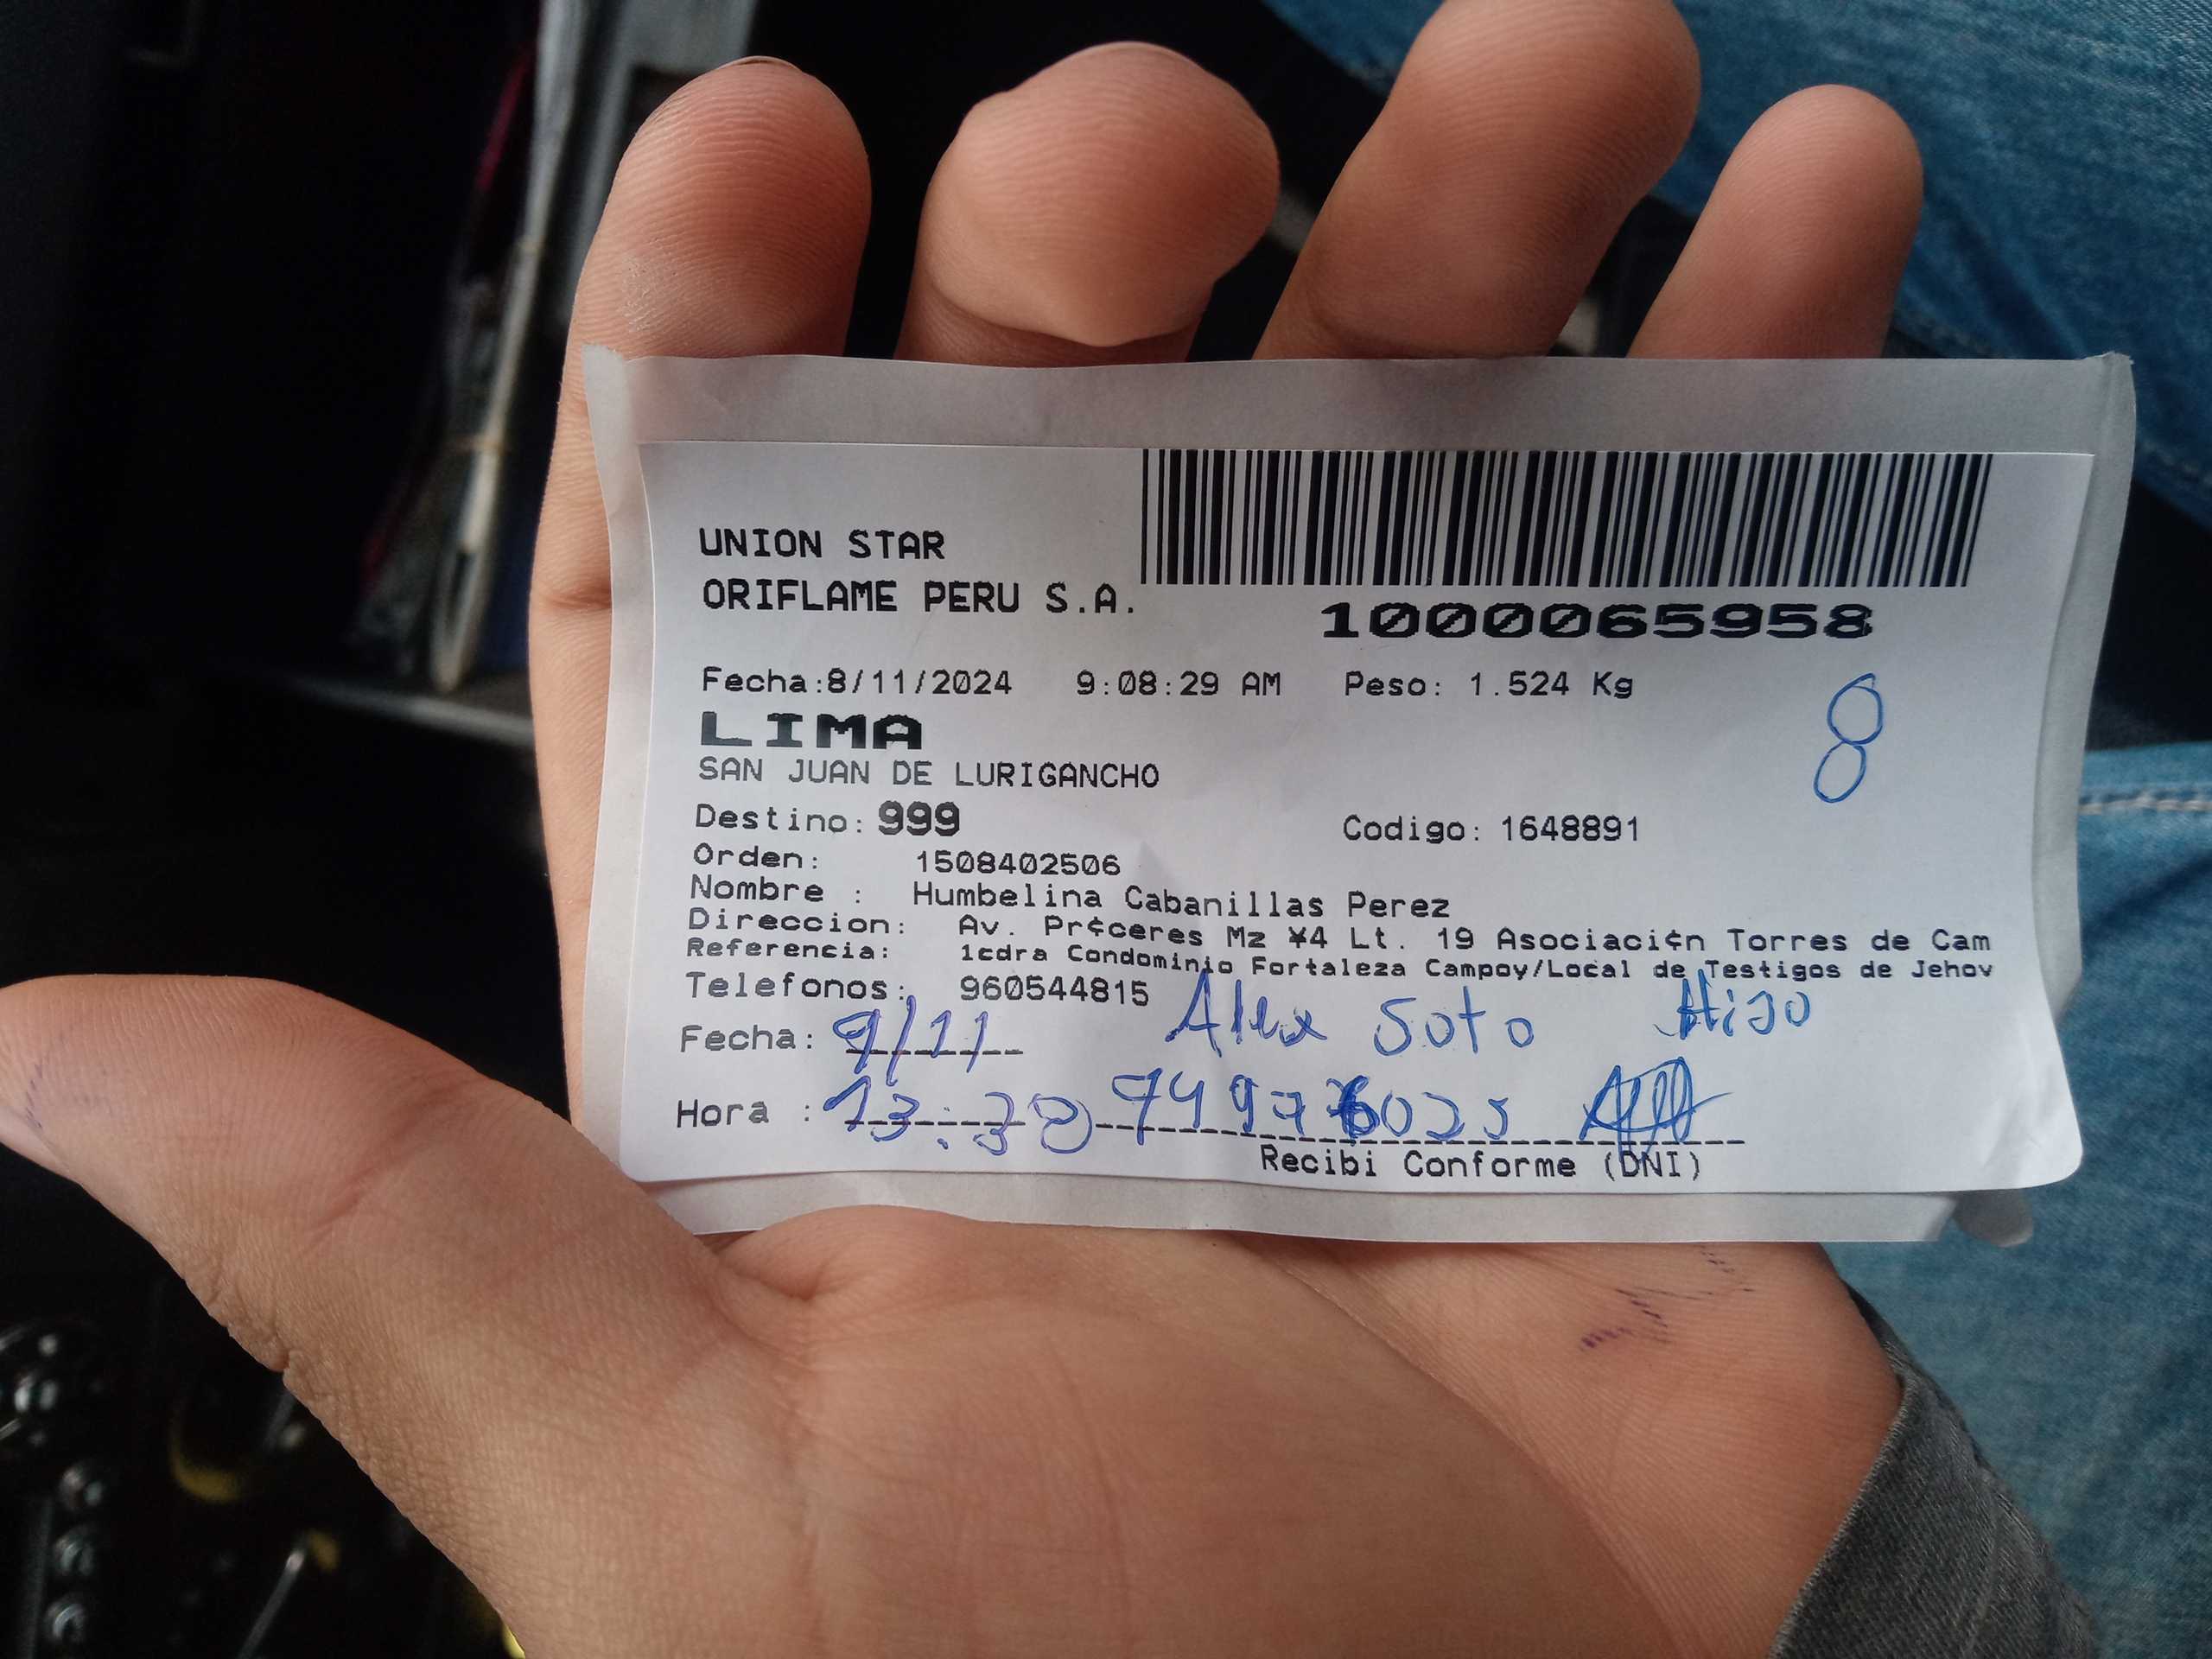 UNION STAR
ORIFLAME PERU S.A.
1000065958
Fecha:8/11/2024 9:08:29 AM Peso: 1.524 Kg
8
LIMA
SAN JUAN DE LURIGANCHO
Destino: 999 Codigo: 1648891
Orden: 1508402506
Nombre : Humbelina Cabanillas Perez
Direccion: Av. Pr¢ceres Mz ¥4 Lt. 19 Asociaci¢n Torres de Cam
Referencia: 1cdra Condominio Fortaleza Campoy/Local de Testigos de Jehov
Telefonos: 960544815
Fecha: 9/11 Alex Soto Hijo
Hora : 13:30
Recibi Conforme (DNI)